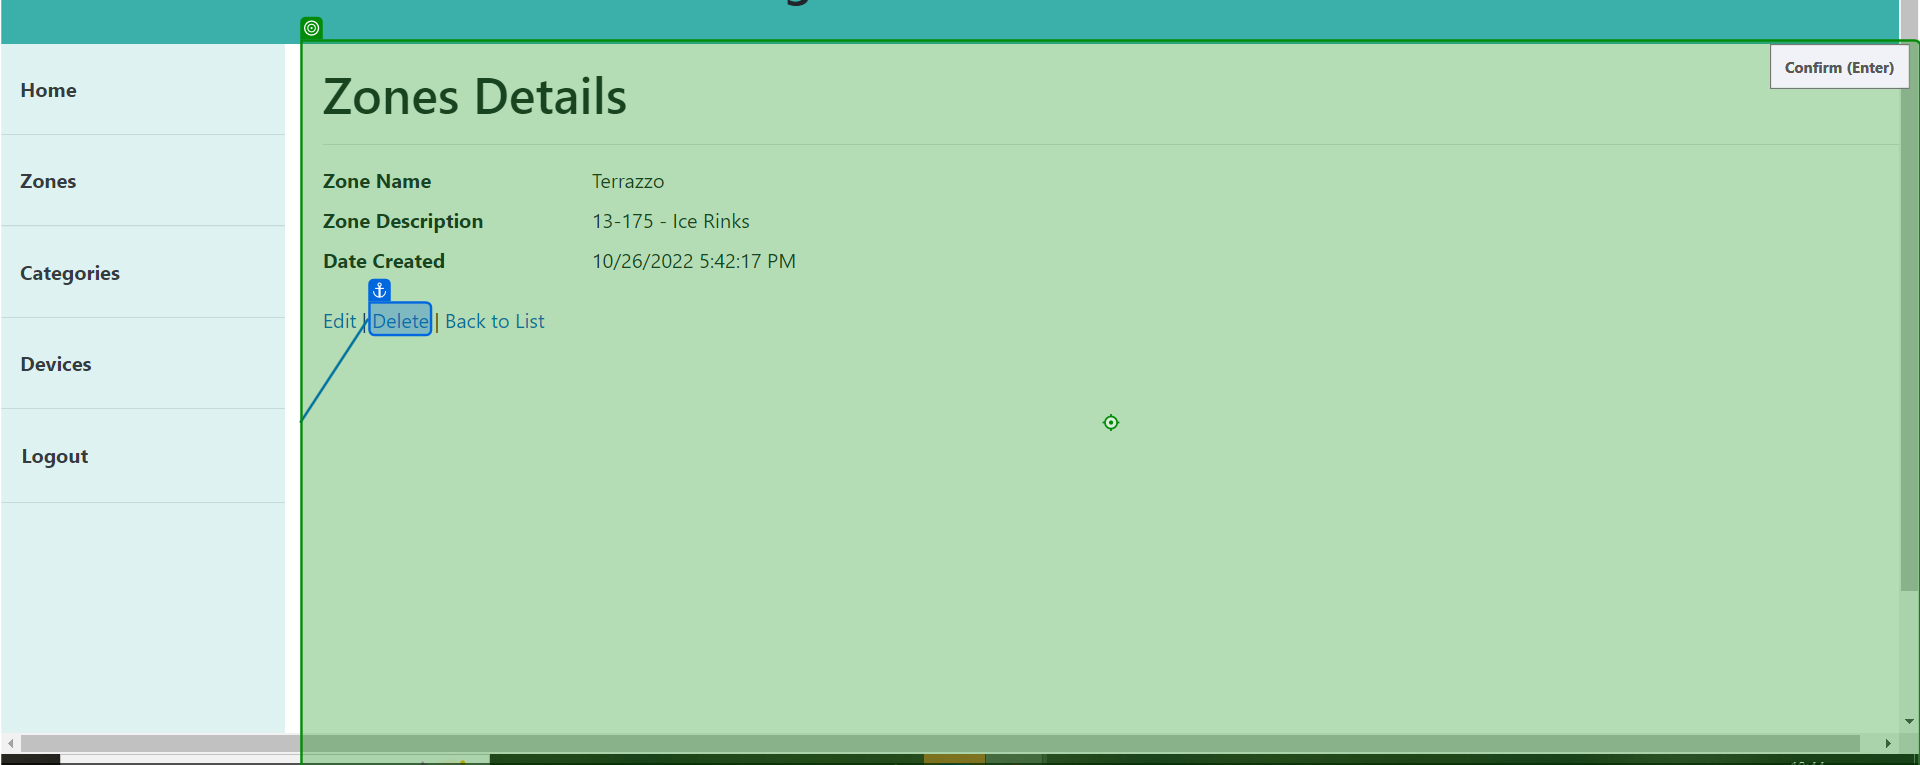 Confirm (Enter)
Home
Zones
Categories
Devices
Logout
Zones Details
Zone Name Terrazzo
Zone Description 13-175 - Ice Rinks
Date Created 10/26/2022 5:42:17 PM
Edit | Delete | Back to List